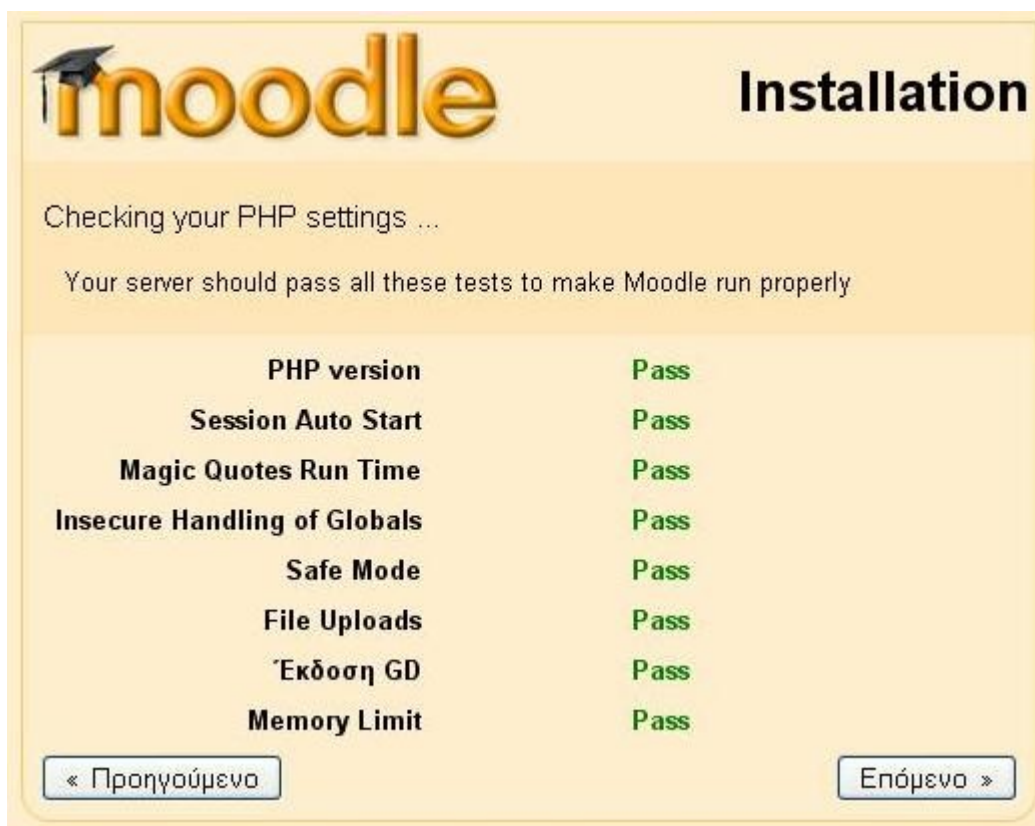 moodle Installation
Checking your PHP settings ...
Your server should pass all these tests to make Moodle run properly
PHP version Pass
Session Auto Start Pass
Magic Quotes Run Time Pass
Insecure Handling of Globals Pass
Safe Mode Pass
File Uploads Pass
Έκδοση GD Pass
Memory Limit Pass
« Προηγούμενο Επόμενο »